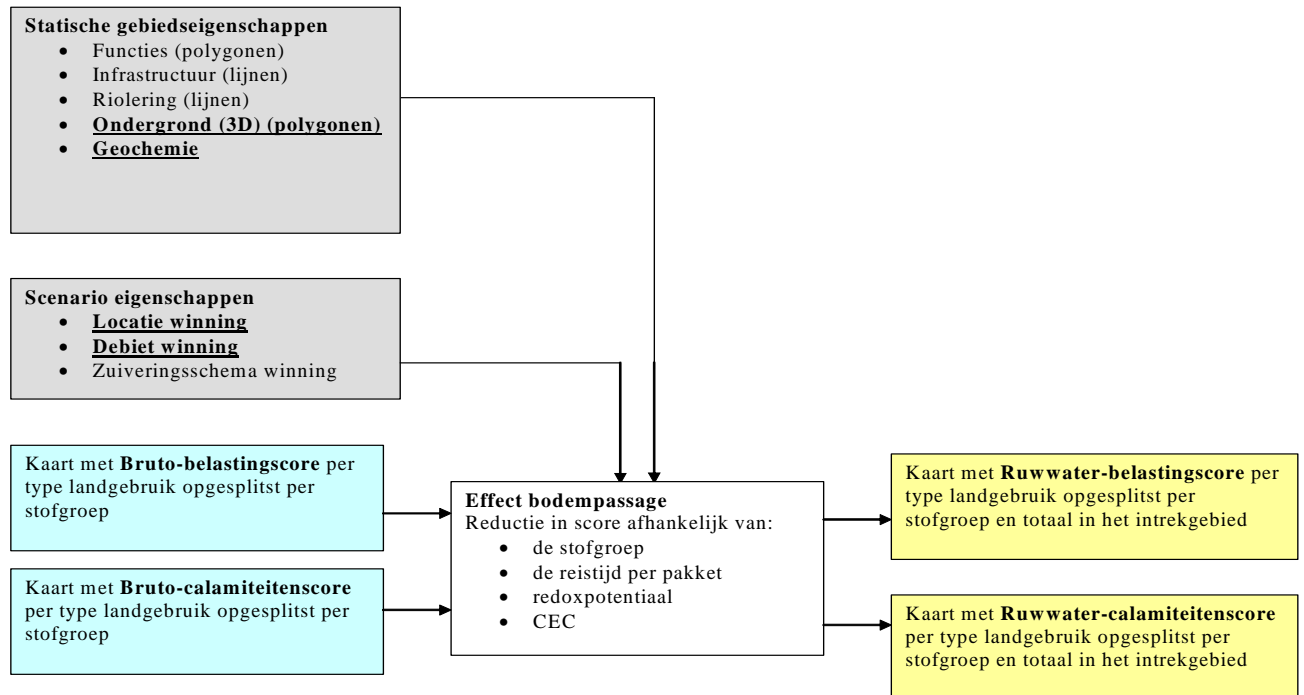 Statische gebiedseigenschappen
• Functies (polygonen)
• Infrastructuur (lijnen)
• Riolering (lijnen)
• Ondergrond (3D) (polygonen)
• Geochemie
Scenario eigenschappen
• Locatie winning
• Debiet winning
• Zuiveringsschema winning
Kaart met Bruto-belastingscore per
type landgebruik opgesplitst per
stofgroep
Kaart met Bruto-calamiteitenscore
per type landgebruik opgesplitst per
stofgroep
Effect bodempassage
Reductie in score afhankelijk van:
• de stofgroep
• de reistijd per pakket
• redoxpotentiaal
• CEC
Kaart met Ruwwater-belastingscore per
type landgebruik opgesplitst per
stofgroep en totaal in het intrekgebied
Kaart met Ruwwater-calamiteitenscore
per type landgebruik opgesplitst per
stofgroep en totaal in het intrekgebied